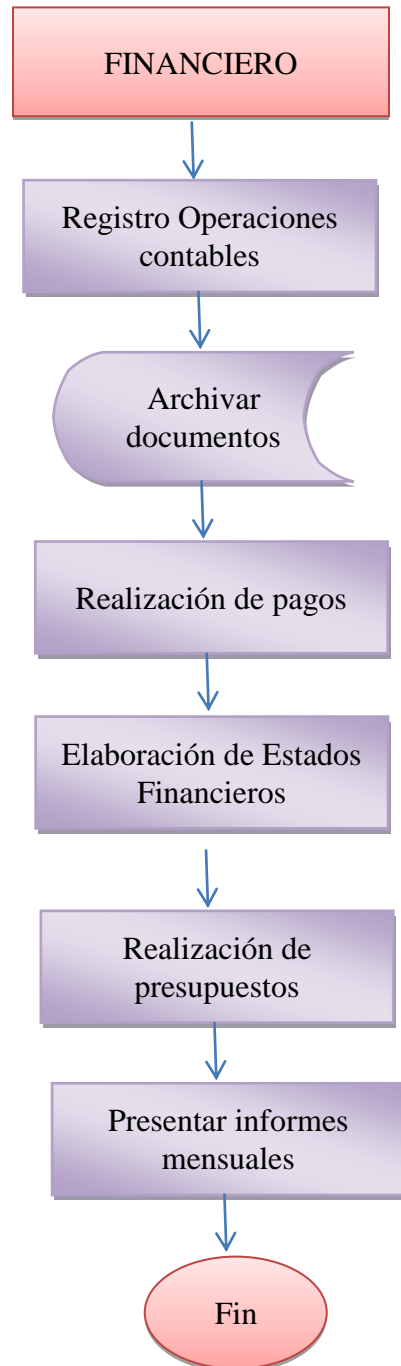 FINANCIERO
Registro Operaciones
contables
Archivar
documentos
Realización de pagos
Elaboración de Estados
Financieros
Realización de
presupuestos
Presentar informes
mensuales
Fin